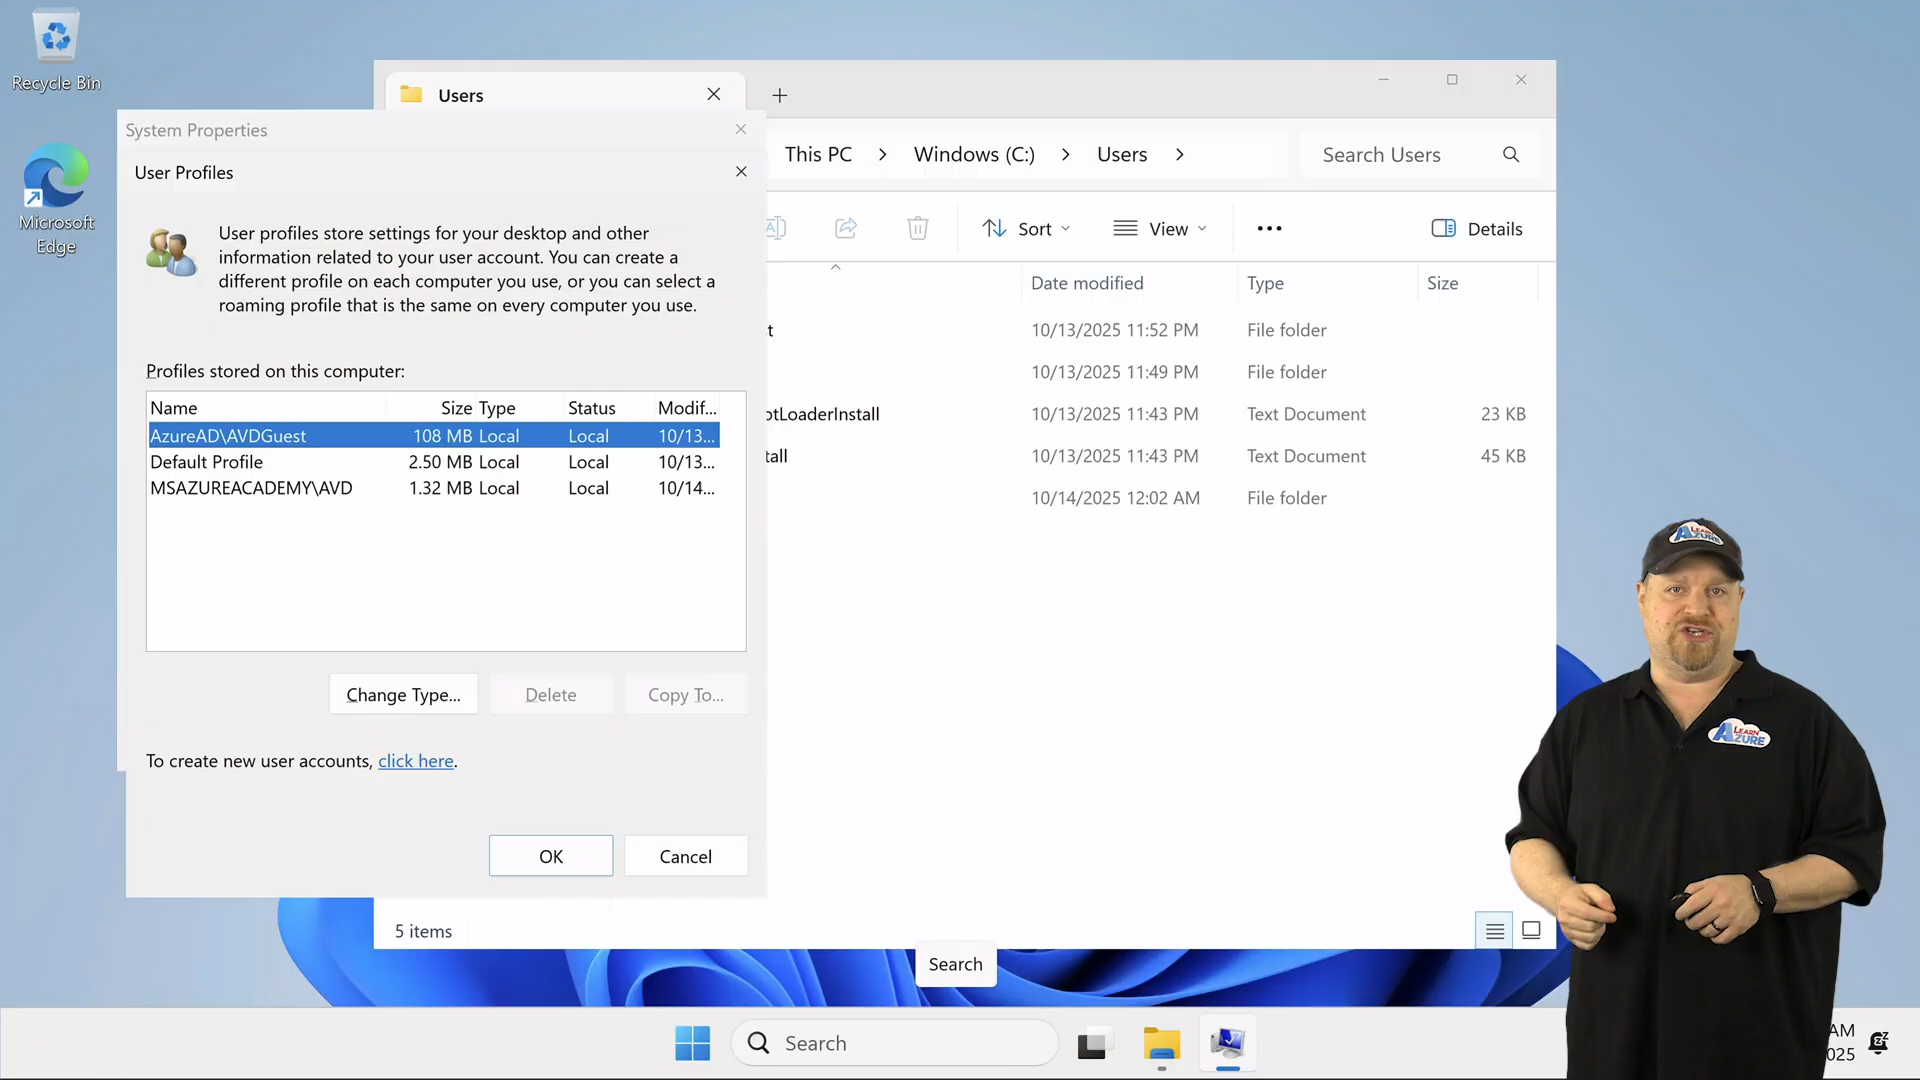 Recycle Bin
Microsoft
Edge
Users
System Properties
User Profiles
User profiles store settings for your desktop and other
information related to your user account. You can create a
different profile on each computer you use, or you can select a
roaming profile that is the same on every computer you use.
Profiles stored on this computer:
Name Size Type Status Modif...
AzureAD\AVDGuest 108 MB Local Local 10/13...
Default Profile 2.50 MB Local Local 10/13...
MSAZUREACADEMY\AVD 1.32 MB Local Local 10/14...
Change Type... Delete Copy To...
To create new user accounts, click here.
OK Cancel
This PC > Windows (C:) > Users >
Search Users
Sort View ... Details
Date modified Type Size
t 10/13/2025 11:52 PM File folder
10/13/2025 11:49 PM File folder
otLoaderInstall 10/13/2025 11:43 PM Text Document 23 KB
tall 10/13/2025 11:43 PM Text Document 45 KB
10/14/2025 12:02 AM File folder
5 items
Search
Search
AM
025
LEARN
AZURE
LEARN
AZURE